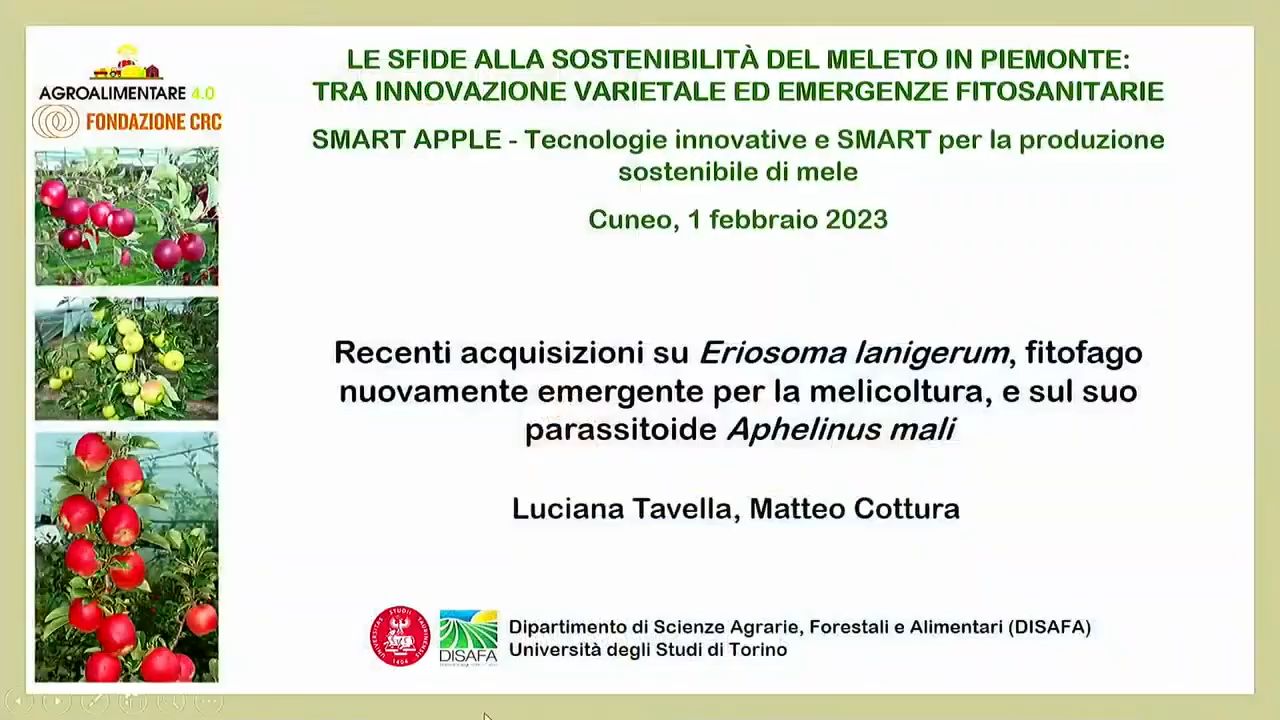 LE SFIDE ALLA SOSTENIBILITÀ DEL MELETO IN PIEMONTE:
TRA INNOVAZIONE VARIETALE ED EMERGENZE FITOSANITARIE
SMART APPLE - Tecnologie innovative e SMART per la produzione
sostenibile di mele
Cuneo, 1 febbraio 2023
AGROALIMENTARE 4.0
FONDAZIONE CRC
Recenti acquisizioni su Eriosoma lanigerum, fitofago
nuovamente emergente per la melicoltura, e sul suo
parassitoide Aphelinus mali
Luciana Tavella, Matteo Cottura
DISAFA
Dipartimento di Scienze Agrarie, Forestali e Alimentari (DISAFA)
Università degli Studi di Torino